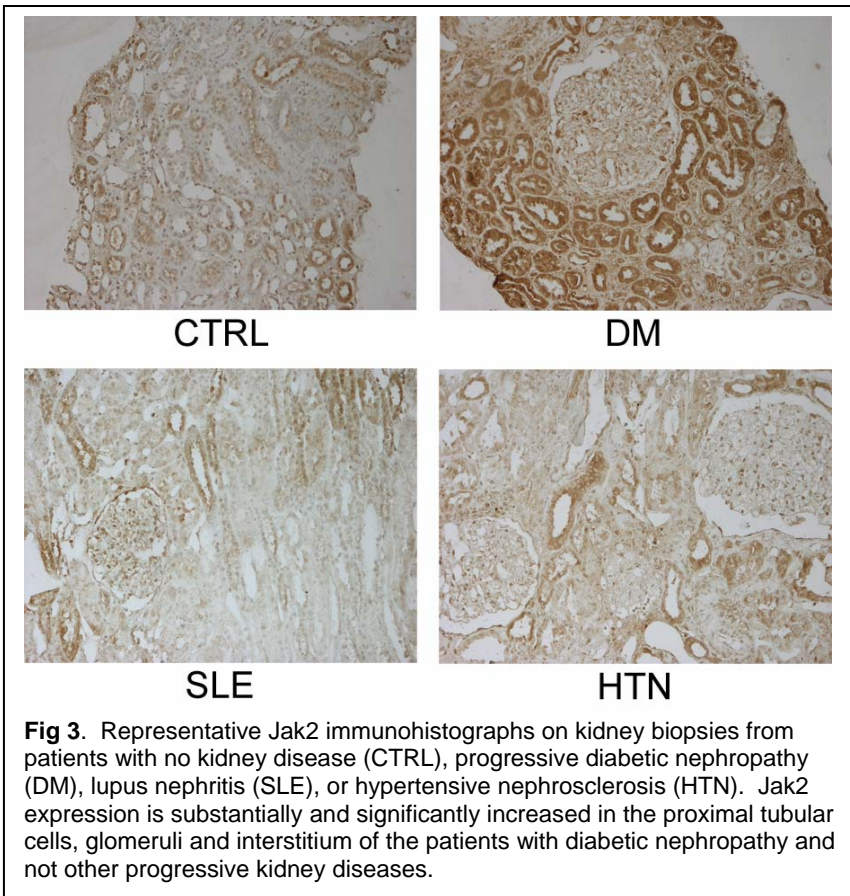 CTRL
DM
SLE
HTN
Fig 3. Representative Jak2 immunohistographs on kidney biopsies from
patients with no kidney disease (CTRL), progressive diabetic nephropathy
(DM), lupus nephritis (SLE), or hypertensive nephrosclerosis (HTN). Jak2
expression is substantially and significantly increased in the proximal tubular
cells, glomeruli and interstitium of the patients with diabetic nephropathy and
not other progressive kidney diseases.